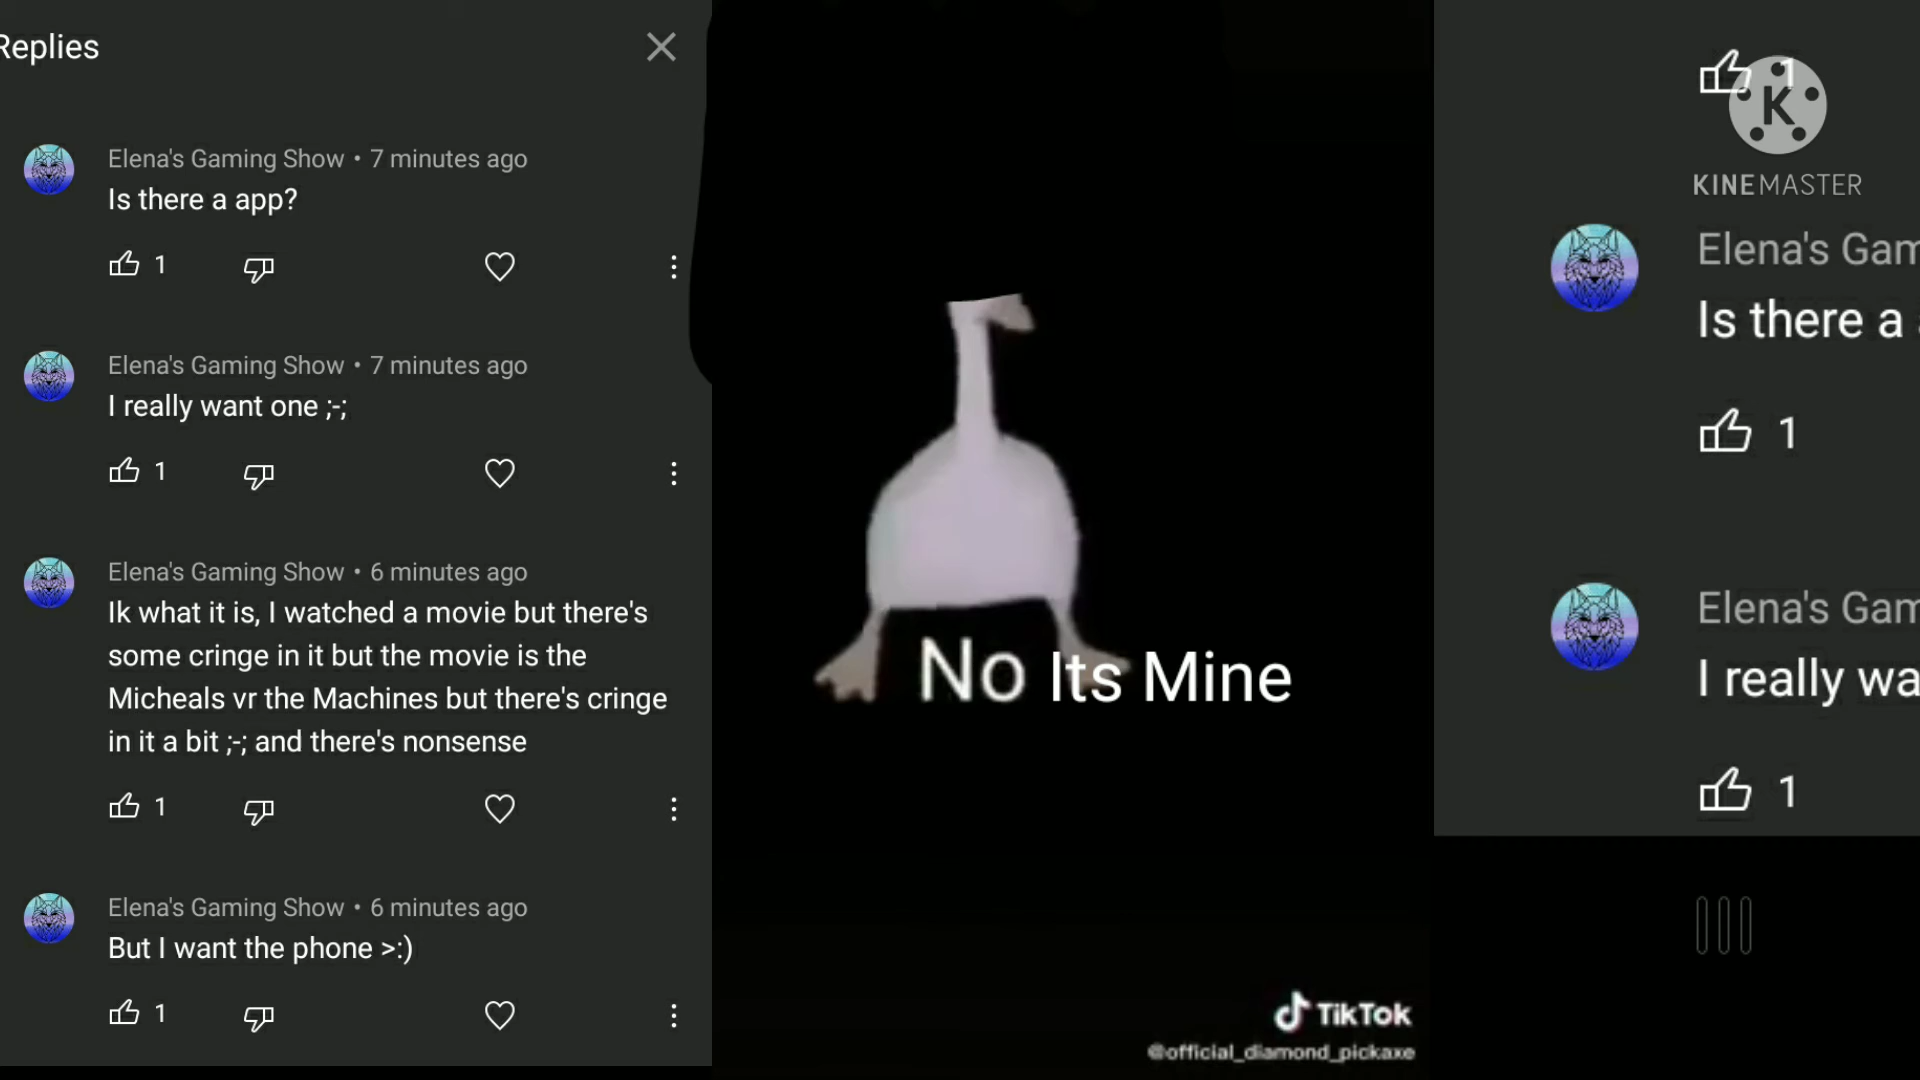 Replies
Elena's Gaming Show • 7 minutes ago
Is there a app?
1
Elena's Gaming Show • 7 minutes ago
I really want one ;-;
1
Elena's Gaming Show • 6 minutes ago
Ik what it is, I watched a movie but there's
some cringe in it but the movie is the
Micheals vr the Machines but there's cringe
in it a bit ;-; and there's nonsense
1
Elena's Gaming Show • 6 minutes ago
But I want the phone >:)
1
No Its Mine
TikTok
@official_diamond_pickaxe
1
K
KINEMASTER
Elena's Gam
Is there a
1
Elena's Gam
I really wa
1